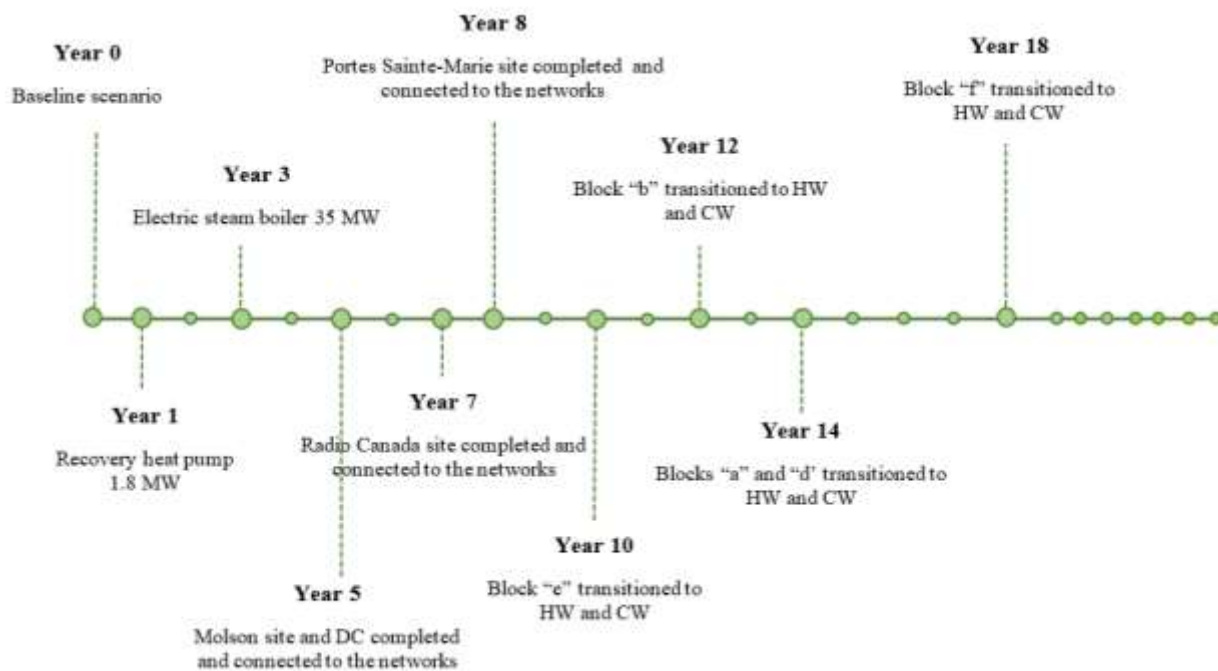 Year 0
Baseline scenario
Year 1
Recovery heat pump
1.8 MW
Year 3
Electric steam boiler 35 MW
Year 5
Molson site and DC completed
and connected to the networks
Year 7
Radio Canada site completed and
connected to the networks
Year 8
Portes Sainte-Marie site completed and
connected to the networks
Year 10
Block “e” transitioned to
HW and CW
Year 12
Block “b” transitioned to HW
and CW
Year 14
Blocks “a” and “d’ transitioned to
HW and CW
Year 18
Block “f” transitioned to
HW and CW